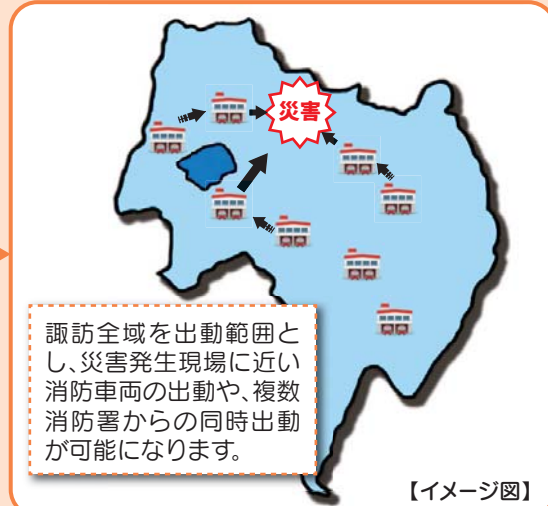 災害
諏訪全域を出動範囲と
し、災害発生現場に近い
消防車両の出動や、複数
消防署からの同時出動
が可能になります。
【イメージ図】